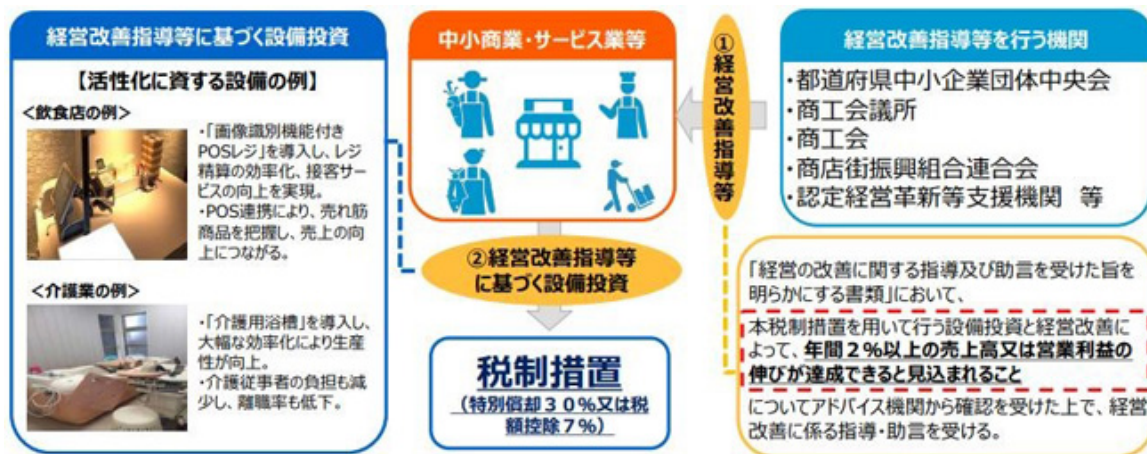 経営改善指導等に基づく設備投資
【活性化に資する設備の例】
<飲食店の例>
・「画像識別機能付き
POSレジ」を導入し、レジ
精算の効率化、接客サー
ビスの向上を実現。
・POS連携により、売れ筋
商品を把握し、売上の向
上につながる。
<介護業の例>
・「介護用浴槽」を導入し、
大幅な効率化により生産
性が向上。
・介護従事者の負担も減
少し、離職率も低下。
中小商業・サービス業等
②経営改善指導等
に基づく設備投資
税制措置
（特別償却３０％又は税
額控除７％）
①経営改善指導等
経営改善指導等を行う機関
・都道府県中小企業団体中央会
・商工会議所
・商工会
・商店街振興組合連合会
・認定経営革新等支援機関 等
「経営の改善に関する指導及び助言を受けた旨を
明らかにする書類」において、
本税制措置を用いて行う設備投資と経営改善に
よって、年間２％以上の売上高又は営業利益の
伸びが達成できると見込まれること
についてアドバイス機関から確認を受けた上で、経営
改善に係る指導・助言を受ける。